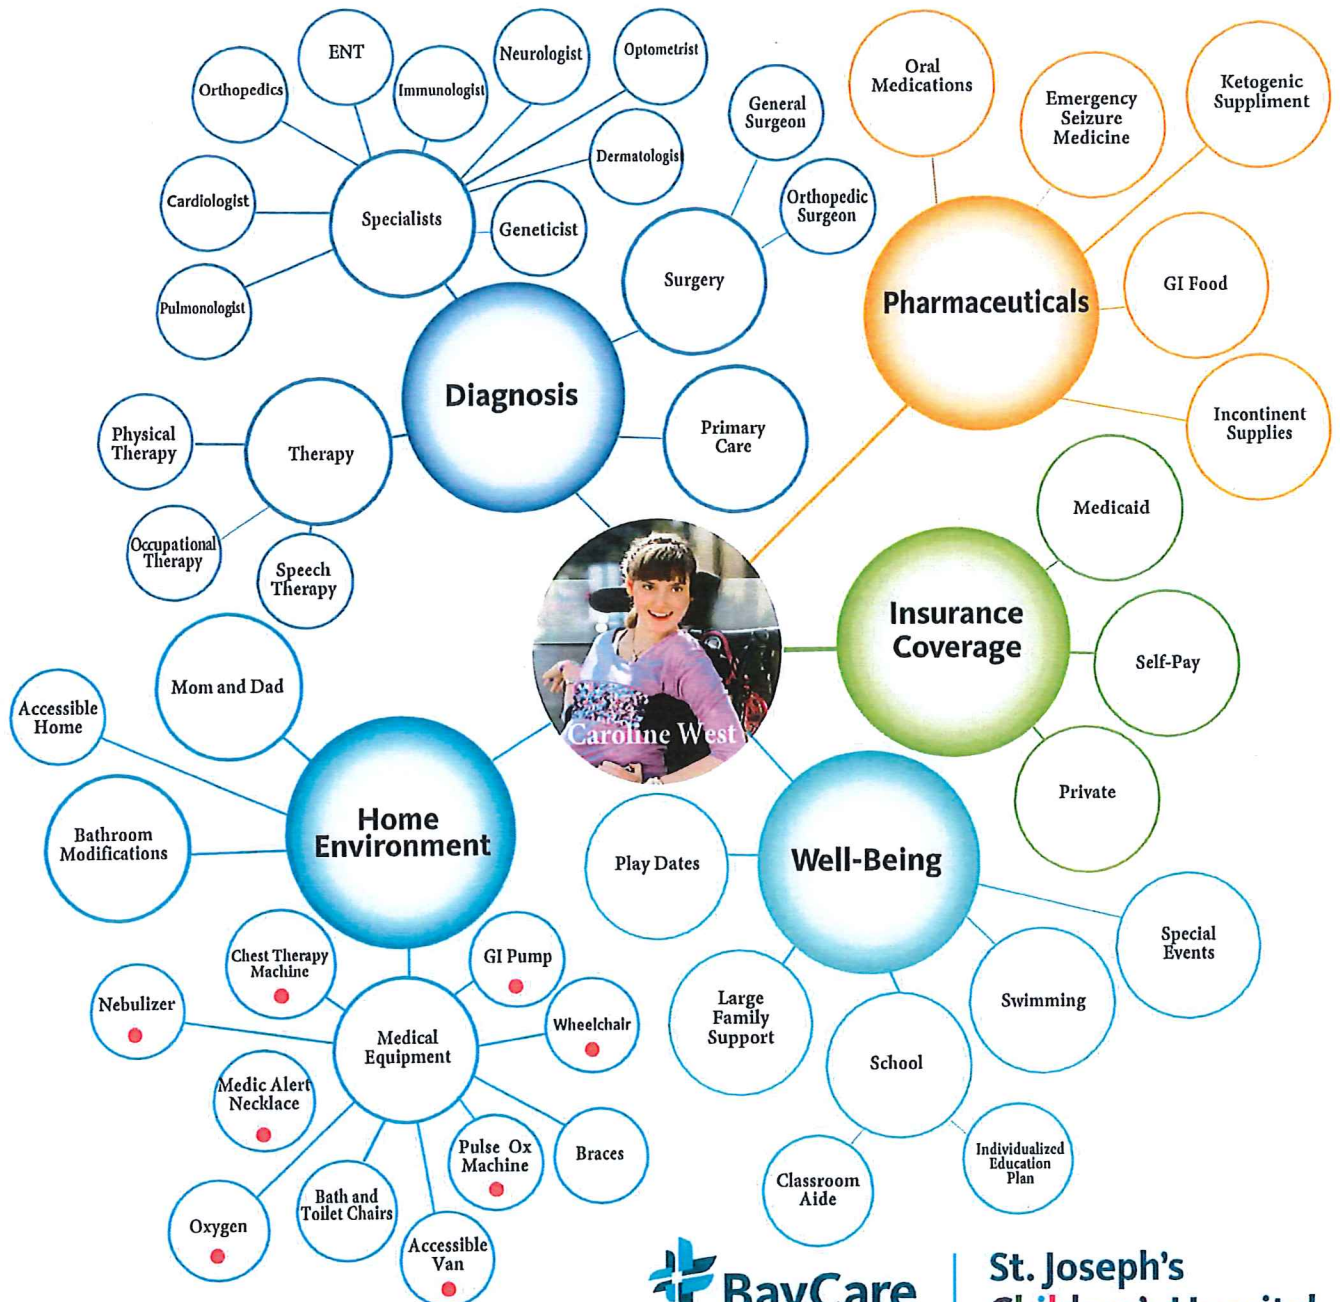 ENT
Neurologist
Optometrist
Orthopedics
Immunologist
General
Surgeon
Dermatologist
Cardiologist
Specialists
Geneticist
Orthopedic
Surgeon
Pulmonologist
Surgery
Oral
Medications
Emergency
Seizure
Medicine
Ketogenic
Suppliment
Pharmaceuticals
GI Food
Incontinent
Supplies
Diagnosis
Primary
Care
Physical
Therapy
Therapy
Occupational
Therapy
Speech
Therapy
Medicaid
Insurance
Coverage
Self-Pay
Private
Caroline West
Mom and Dad
Accessible
Home
Home
Environment
Bathroom
Modifications
Play Dates
Well-Being
Special
Events
Swimming
Large
Family
Support
School
Classroom
Aide
Individualized
Education
Plan
Chest Therapy
Machine
GI Pump
Nebulizer
Wheelchair
Medical
Equipment
Medic Alert
Necklace
Pulse Ox
Machine
Braces
Bath and
Toilet Chairs
Oxygen
Accessible
Van
BayCare
St. Joseph's
Children's Hospital